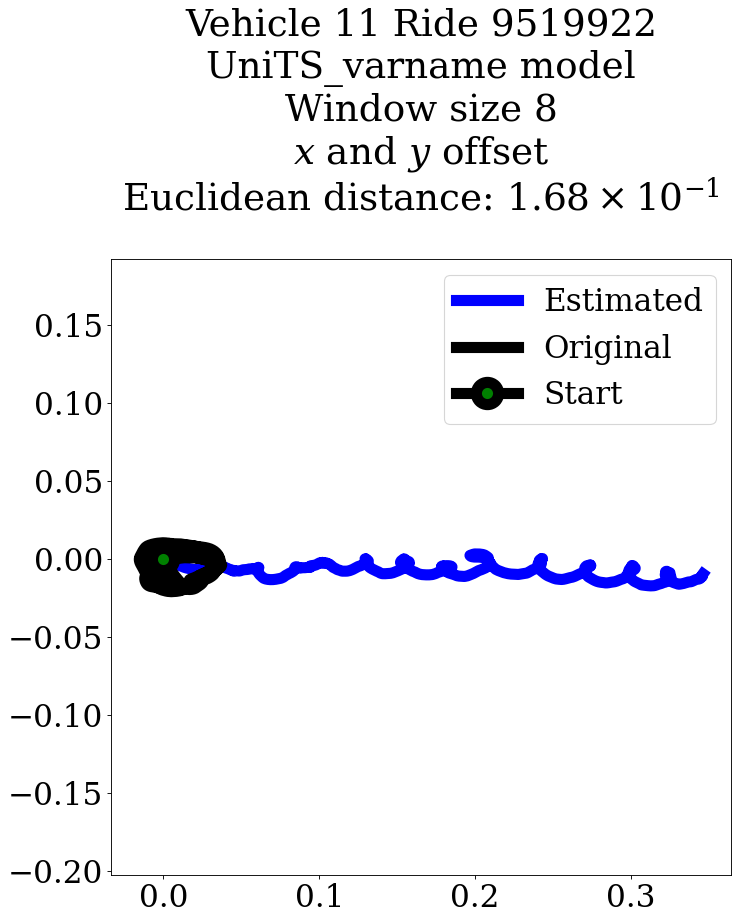 Vehicle 11 Ride 9519922
UniTS_varname model
Window size 8
x and y offset
Euclidean distance: 1.68 × 10⁻¹
Estimated
Original
Start
0.15
0.10
0.05
0.00
−0.05
−0.10
−0.15
−0.20
0.0 0.1 0.2 0.3